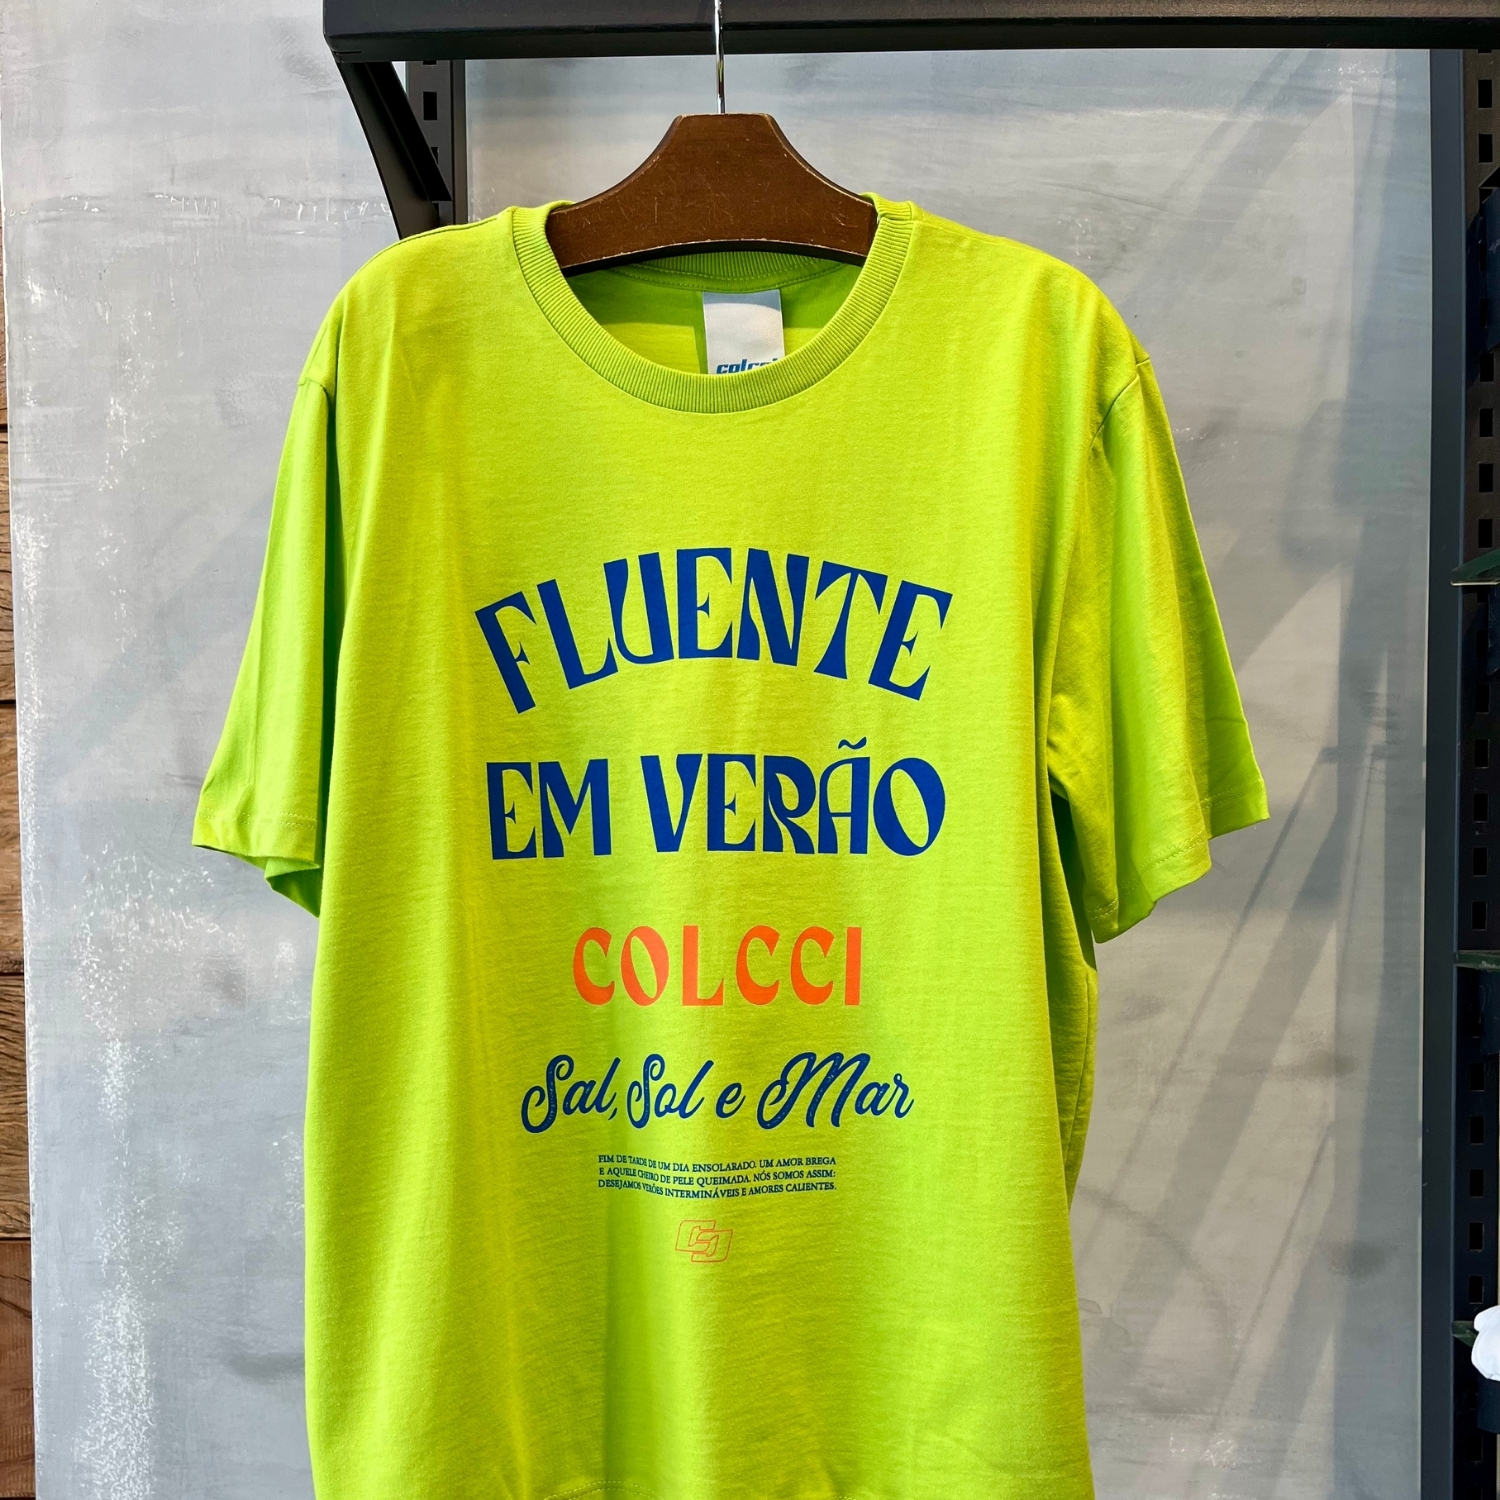 colcci
FLUENTE
EM VERÃO
COLCCI
Sal, Sol e Mar
FIM DE TARDE DE UM DIA ENSOLARADO. UM AMOR BREGA
E AQUELE CHEIRO DE PELE QUEIMADA. NÓS SOMOS ASSIM:
DESEJAMOS VERÕES INTERMINÁVEIS E AMORES CALIENTES.